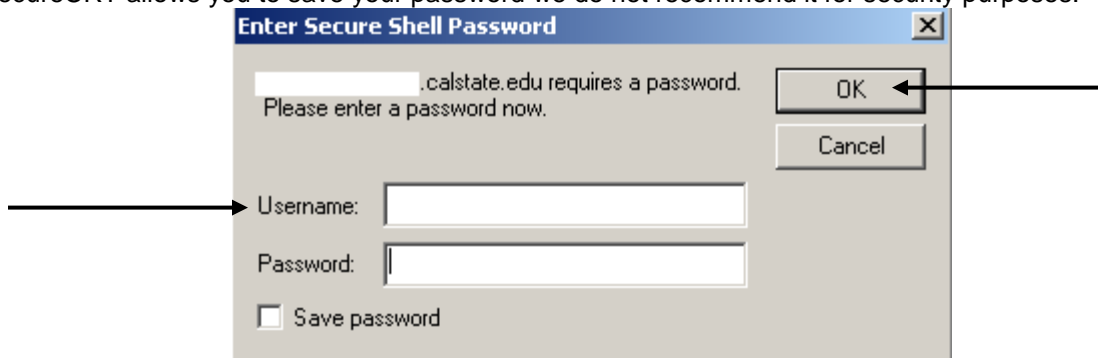 allows you to save your password we do not recommend it for security purposes.
Enter Secure Shell Password
.calstate.edu requires a password.
Please enter a password now.
OK
Cancel
Username:
Password:
Save password